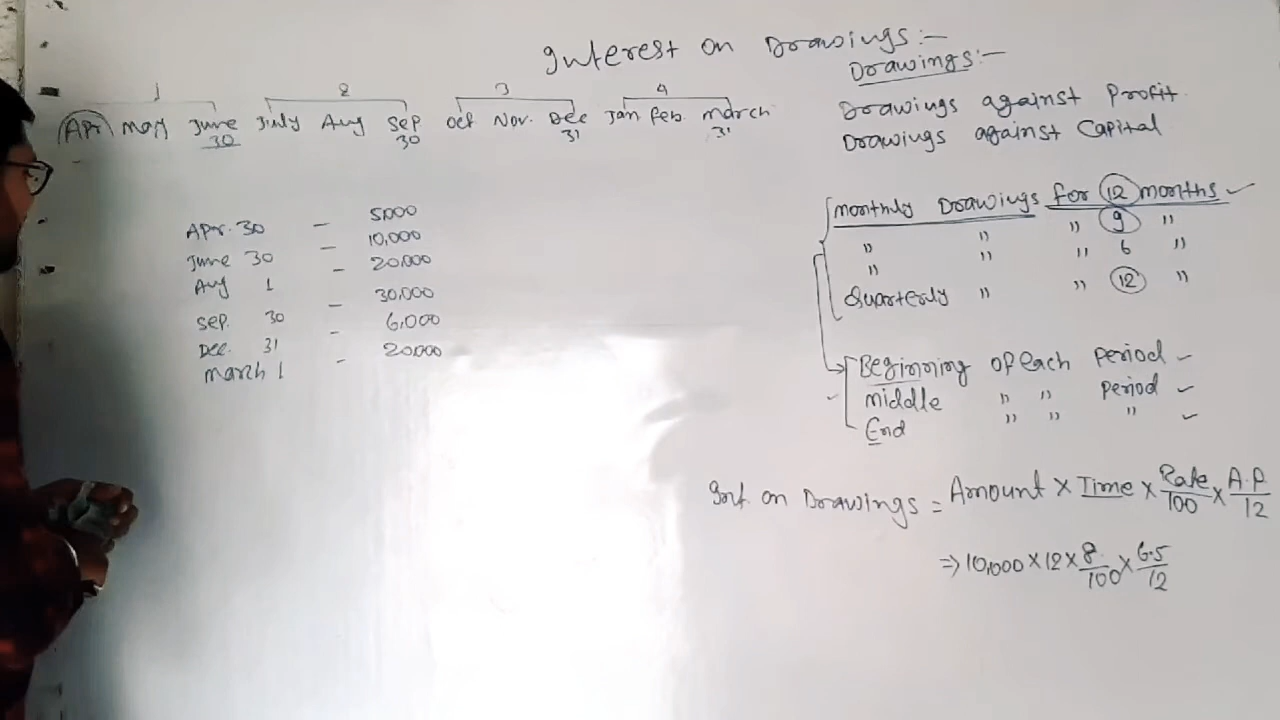 Interest on Drawings :-
Drawings :-
1 2 3 4
Apr May June July Aug Sep Oct Nov. Dec Jan Feb. march
30 30 31 31
Drawings against Profit.
Drawings against Capital
Apr. 30 - 5,000
June 30 - 10,000
Aug 1 - 20,000
Sep. 30 - 30,000
Dec. 31 - 6,000
march 1 - 20,000
monthly Drawings for 12 months ✓
" " " 9 "
" " " 6 "
Quarterly " " 12 "
Beginning of each Period ✓
middle " " Period ✓
End " " " ✓
Int on Drawings = Amount × Time × Rate/100 × A.P/12
⇒ 10,000 × 12 × 8/100 × 6.5/12